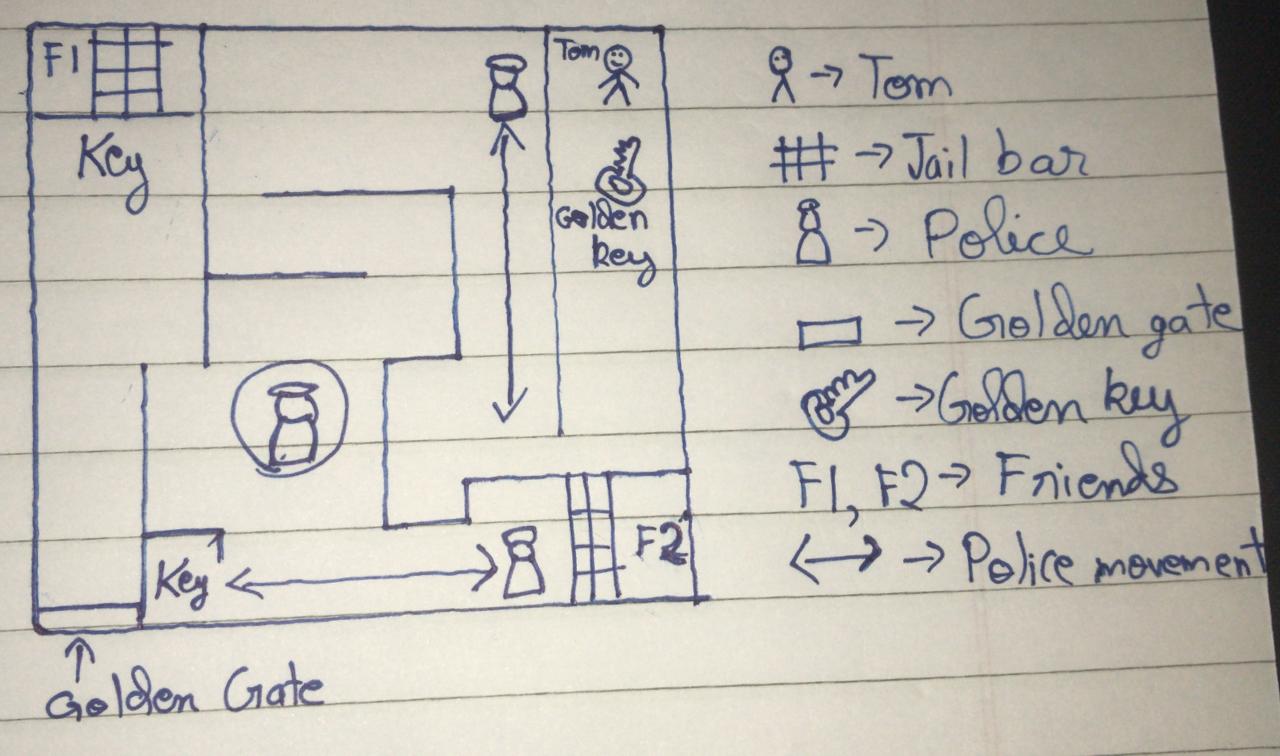 F1
Tom
Key
Golden
key
Key
F2
Golden Gate
→ Tom
→ Jail bar
→ Police
→ Golden gate
→ Golden key
F1, F2 → Friends
→ Police movement